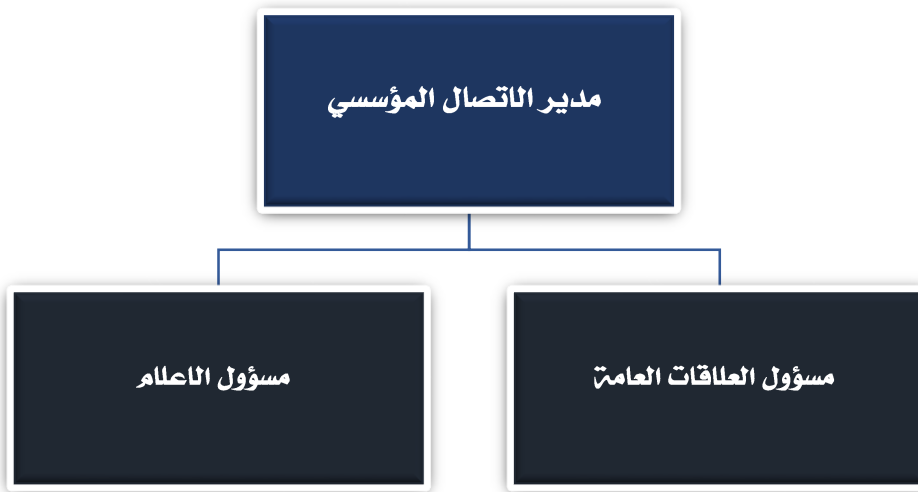 مدير الاتصال المؤسسي
مسؤول العلاقات العامة
مسؤول الاعلام